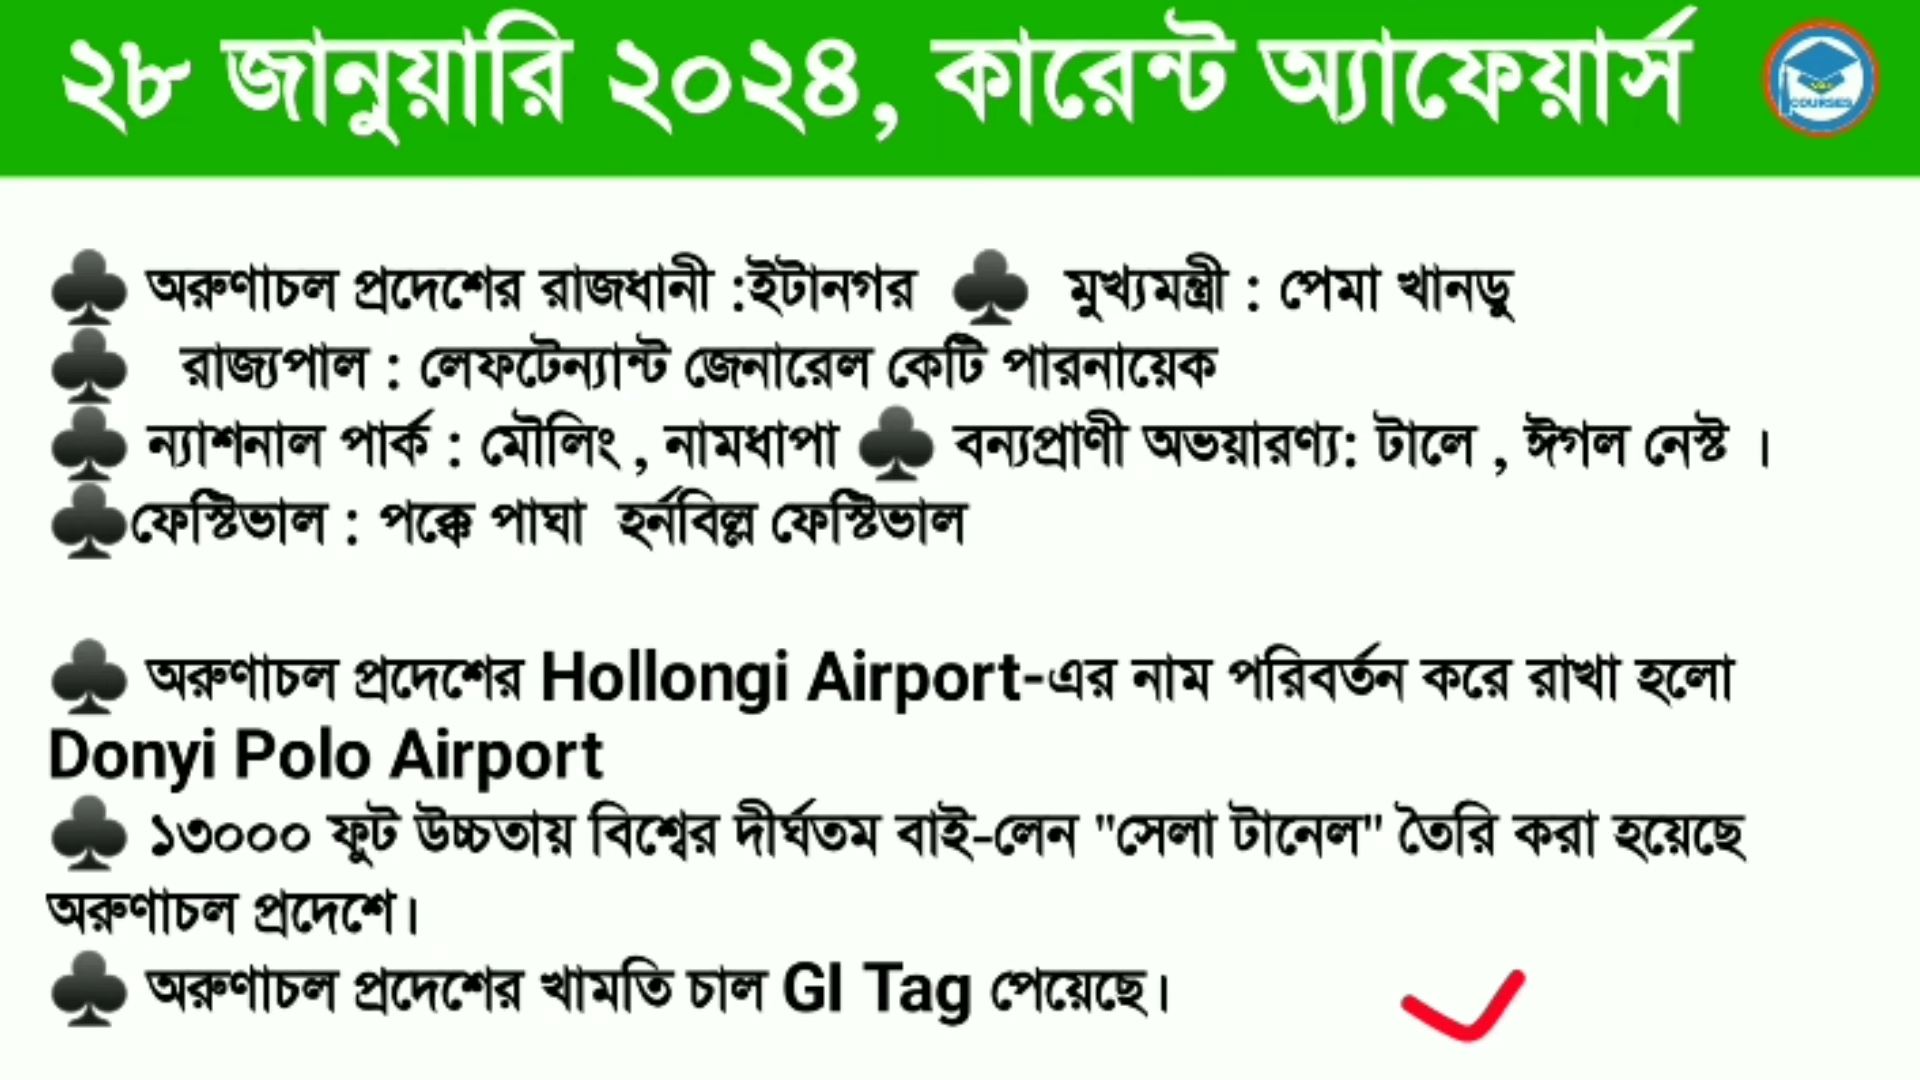 ২৮ জানুয়ারি ২০২৪, কারেন্ট অ্যাফেয়ার্স
COURSES
♣ অরুণাচল প্রদেশের রাজধানী :ইটানগর ♣ মুখ্যমন্ত্রী : পেমা খানডু
♣ রাজ্যপাল : লেফটেন্যান্ট জেনারেল কেটি পারনায়েক
♣ ন্যাশনাল পার্ক : মৌলিং , নামধাপা ♣ বন্যপ্রাণী অভয়ারণ্য: টালে , ঈগল নেস্ট ।
♣ফেস্টিভাল : পক্কে পাঘা হর্নবিল্ল ফেস্টিভাল
♣ অরুণাচল প্রদেশের Hollongi Airport-এর নাম পরিবর্তন করে রাখা হলো
Donyi Polo Airport
♣ ১৩০০০ ফুট উচ্চতায় বিশ্বের দীর্ঘতম বাই-লেন "সেলা টানেল" তৈরি করা হয়েছে
অরুণাচল প্রদেশে।
♣ অরুণাচল প্রদেশের খামতি চাল GI Tag পেয়েছে।